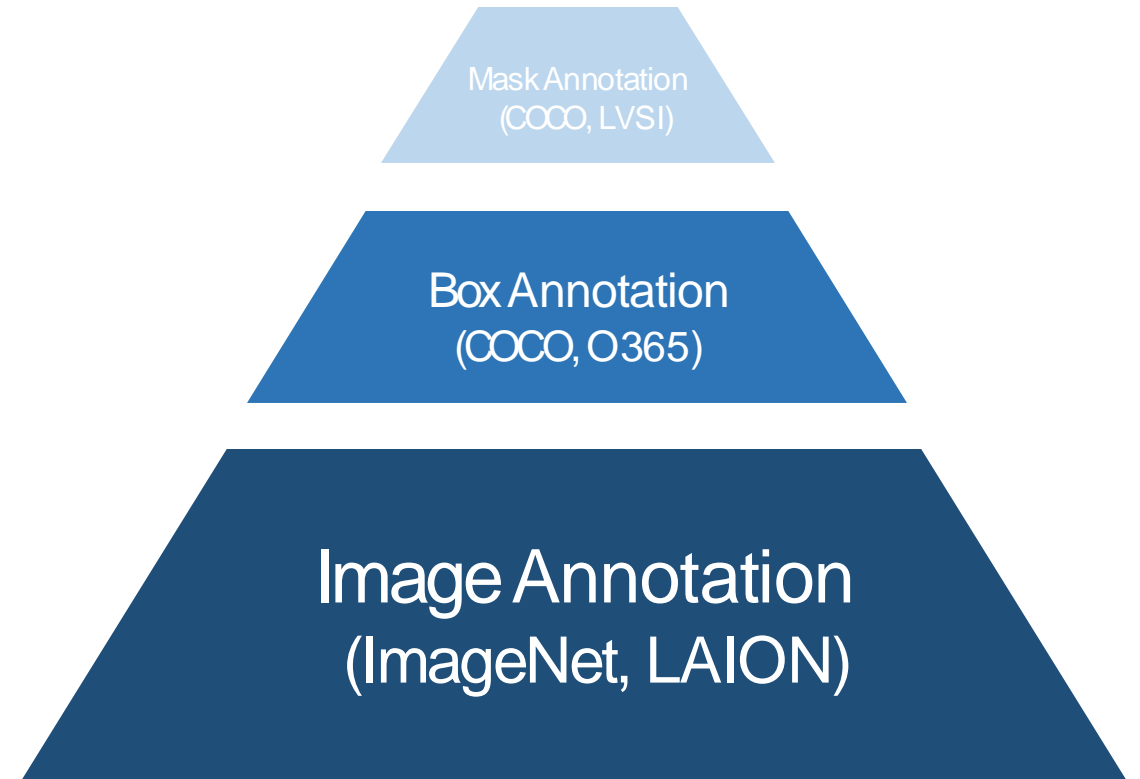 Mask Annotation
(COCO, LVSI)
Box Annotation
(COCO, O365)
Image Annotation
(ImageNet, LAION)